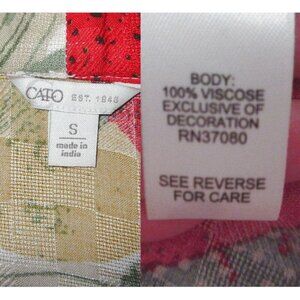 CATO EST. 1946
S
made in
india
BODY:
100% VISCOSE
EXCLUSIVE OF
DECORATION
RN37080
SEE REVERSE
FOR CARE